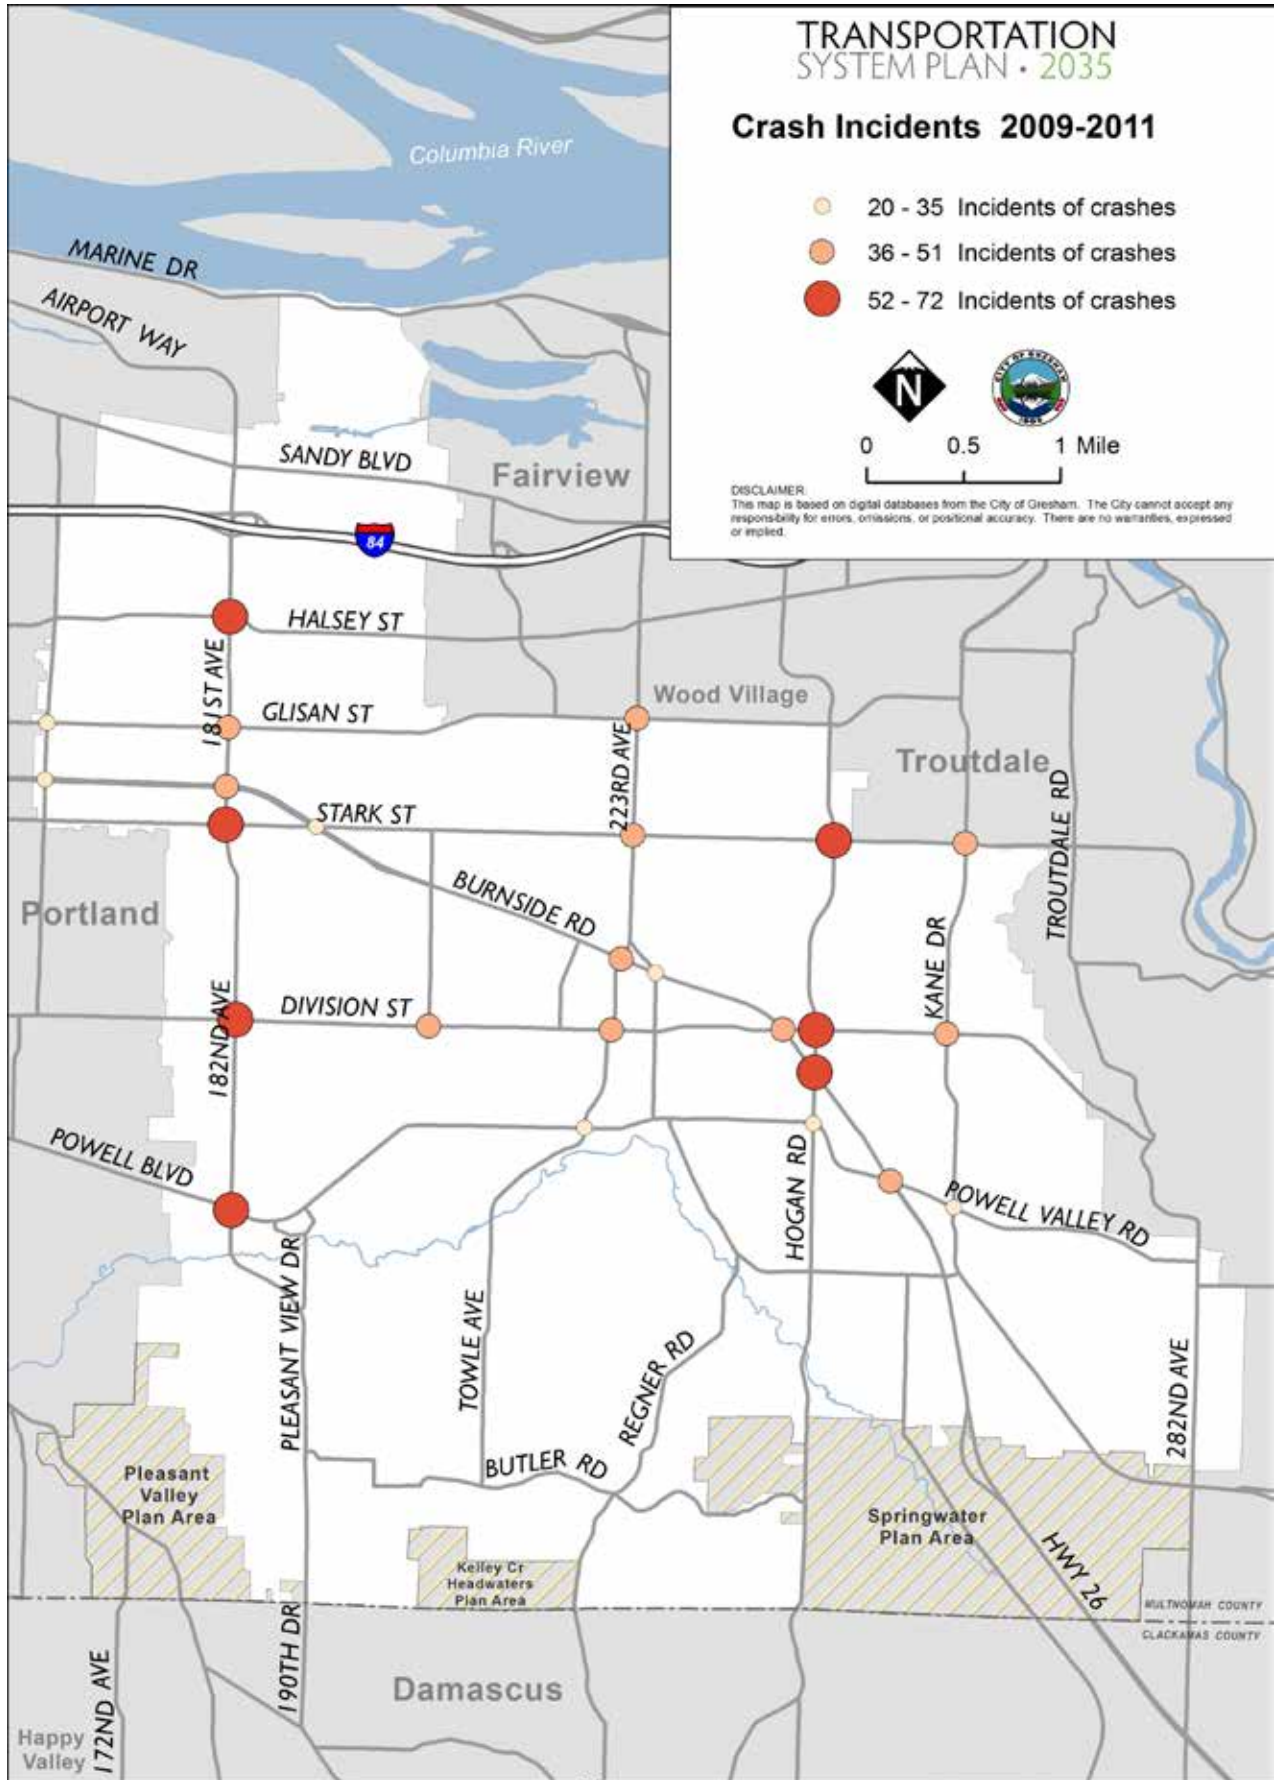 TRANSPORTATION
SYSTEM PLAN • 2035
Crash Incidents 2009-2011
20 - 35 Incidents of crashes
36 - 51 Incidents of crashes
52 - 72 Incidents of crashes
N
CITY OF GRESHAM
0 0.5 1 Mile
DISCLAIMER:
This map is based on digital databases from the City of Gresham. The City cannot accept any
responsibility for errors, omissions, or positional accuracy. There are no warranties, expressed
or implied.
Columbia River
MARINE DR
AIRPORT WAY
SANDY BLVD
Fairview
84
HALSEY ST
181ST AVE
Wood Village
GLISAN ST
223RD AVE
Troutdale
STARK ST
TROUTDALE RD
BURNSIDE RD
Portland
KANE DR
182ND AVE
DIVISION ST
POWELL BLVD
HOGAN RD
POWELL VALLEY RD
PLEASANT VIEW DR
TOWLE AVE
REGNER RD
282ND AVE
BUTLER RD
Pleasant
Valley
Plan Area
Springwater
Plan Area
Kelley Cr
Headwaters
Plan Area
HWY 26
MULTNOMAH COUNTY
CLACKAMAS COUNTY
190TH DR
172ND AVE
Damascus
Happy
Valley